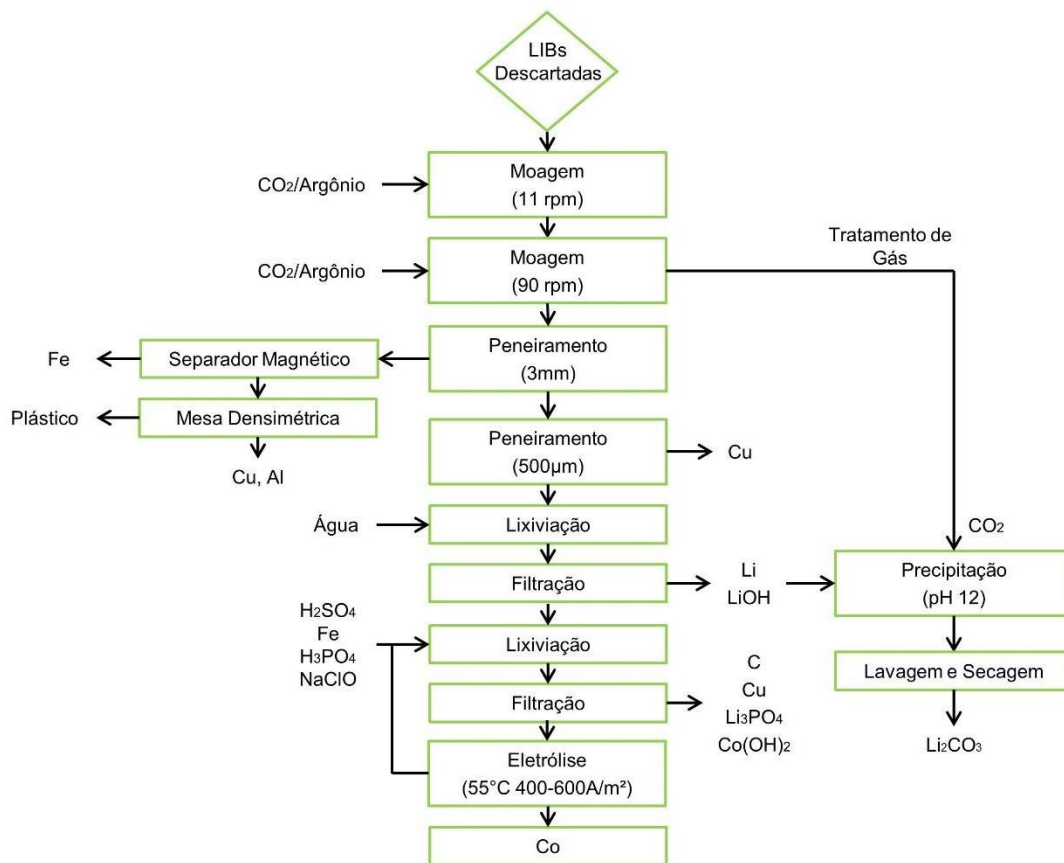 LIBs
Descartadas
CO₂/Argônio
Moagem
(11 rpm)
CO₂/Argônio
Moagem
(90 rpm)
Tratamento de
Gás
Fe
Separador Magnético
Peneiramento
(3mm)
Plástico
Mesa Densimétrica
Cu, Al
Peneiramento
(500µm)
Cu
Água
Lixiviação
CO₂
Filtração
Li
LiOH
Precipitação
(pH 12)
H₂SO₄
Fe
H₃PO₄
NaClO
Lixiviação
Filtração
C
Cu
Li₃PO₄
Co(OH)₂
Lavagem e Secagem
Li₂CO₃
Eletrólise
(55°C 400-600A/m²)
Co